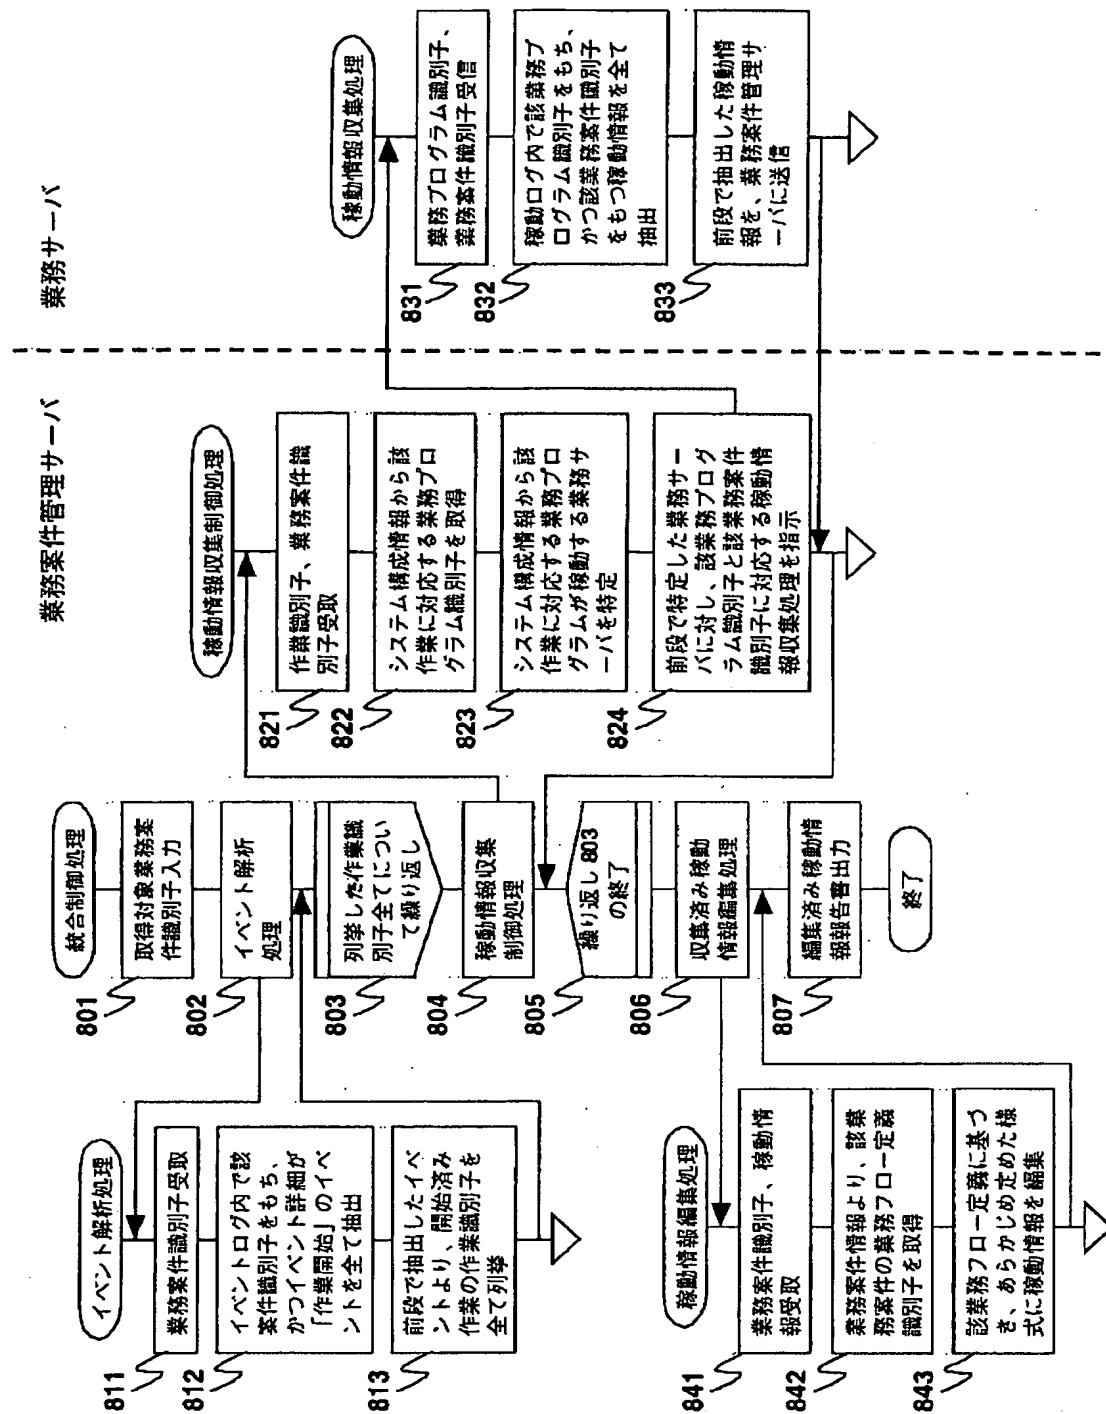 業務案件管理サーバ
業務サーバ
統合制御処理
801
取得対象業務案
件識別子入力
802
イベント解析
処理
803
列挙した作業識
別子全てについ
て繰り返し
804
稼動情報収集
制御処理
805
繰り返し 803
の終了
806
収集済み稼動
情報編集処理
807
編集済み稼動情
報報告書出力
終了
イベント解析処理
811
業務案件識別子受取
812
イベントログ内で該
案件識別子をもち、
かつイベント詳細が
「作業開始」のイベ
ントを全て抽出
813
前段で抽出したイベ
ントより、開始済み
作業の作業識別子を
全て列挙
稼動情報収集制御処理
821
作業識別子、業務案件識
別子受取
822
システム構成情報から該
作業に対応する業務プロ
グラム識別子を取得
823
システム構成情報から該
作業に対応する業務プロ
グラムが稼動する業務サ
ーバを特定
824
前段で特定した業務サー
バに対し、該業務プログ
ラム識別子と該業務案件
識別子に対応する稼動情
報収集処理を指示
稼動情報収集処理
831
業務プログラム識別子、
業務案件識別子受信
832
稼動ログ内で該業務プ
ログラム識別子をもち、
かつ該業務案件識別子
をもつ稼動情報を全て
抽出
833
前段で抽出した稼動情
報を、業務案件管理サ
ーバに送信
稼動情報編集処理
841
業務案件識別子、稼動情
報受取
842
業務案件情報より、該業
務案件の業務フロー定義
識別子を取得
843
該業務フロー定義に基づ
き、あらかじめ定めた様
式に稼動情報を編集